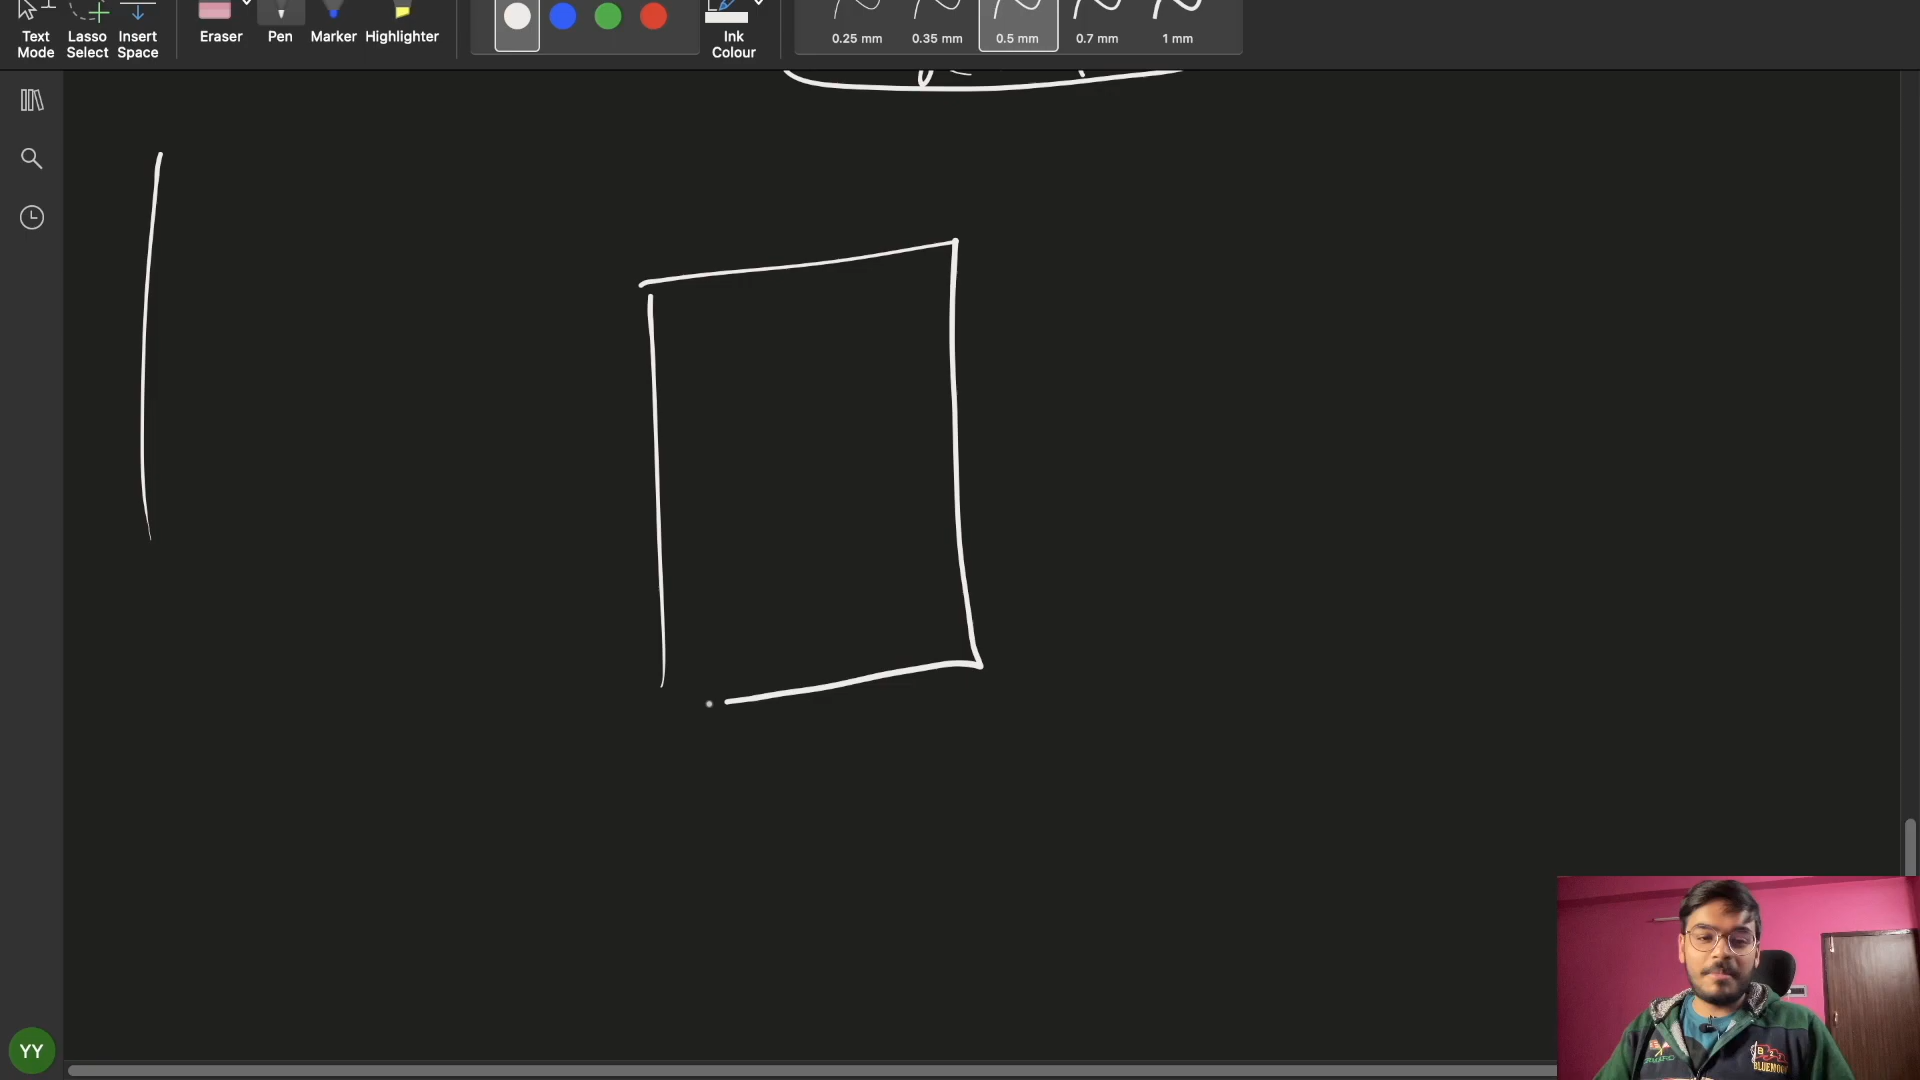 Text Mode
Lasso Select
Insert Space
Eraser
Pen
Marker
Highlighter
Ink Colour
0.25 mm
0.35 mm
0.5 mm
0.7 mm
1 mm
YY
BLUEMOON